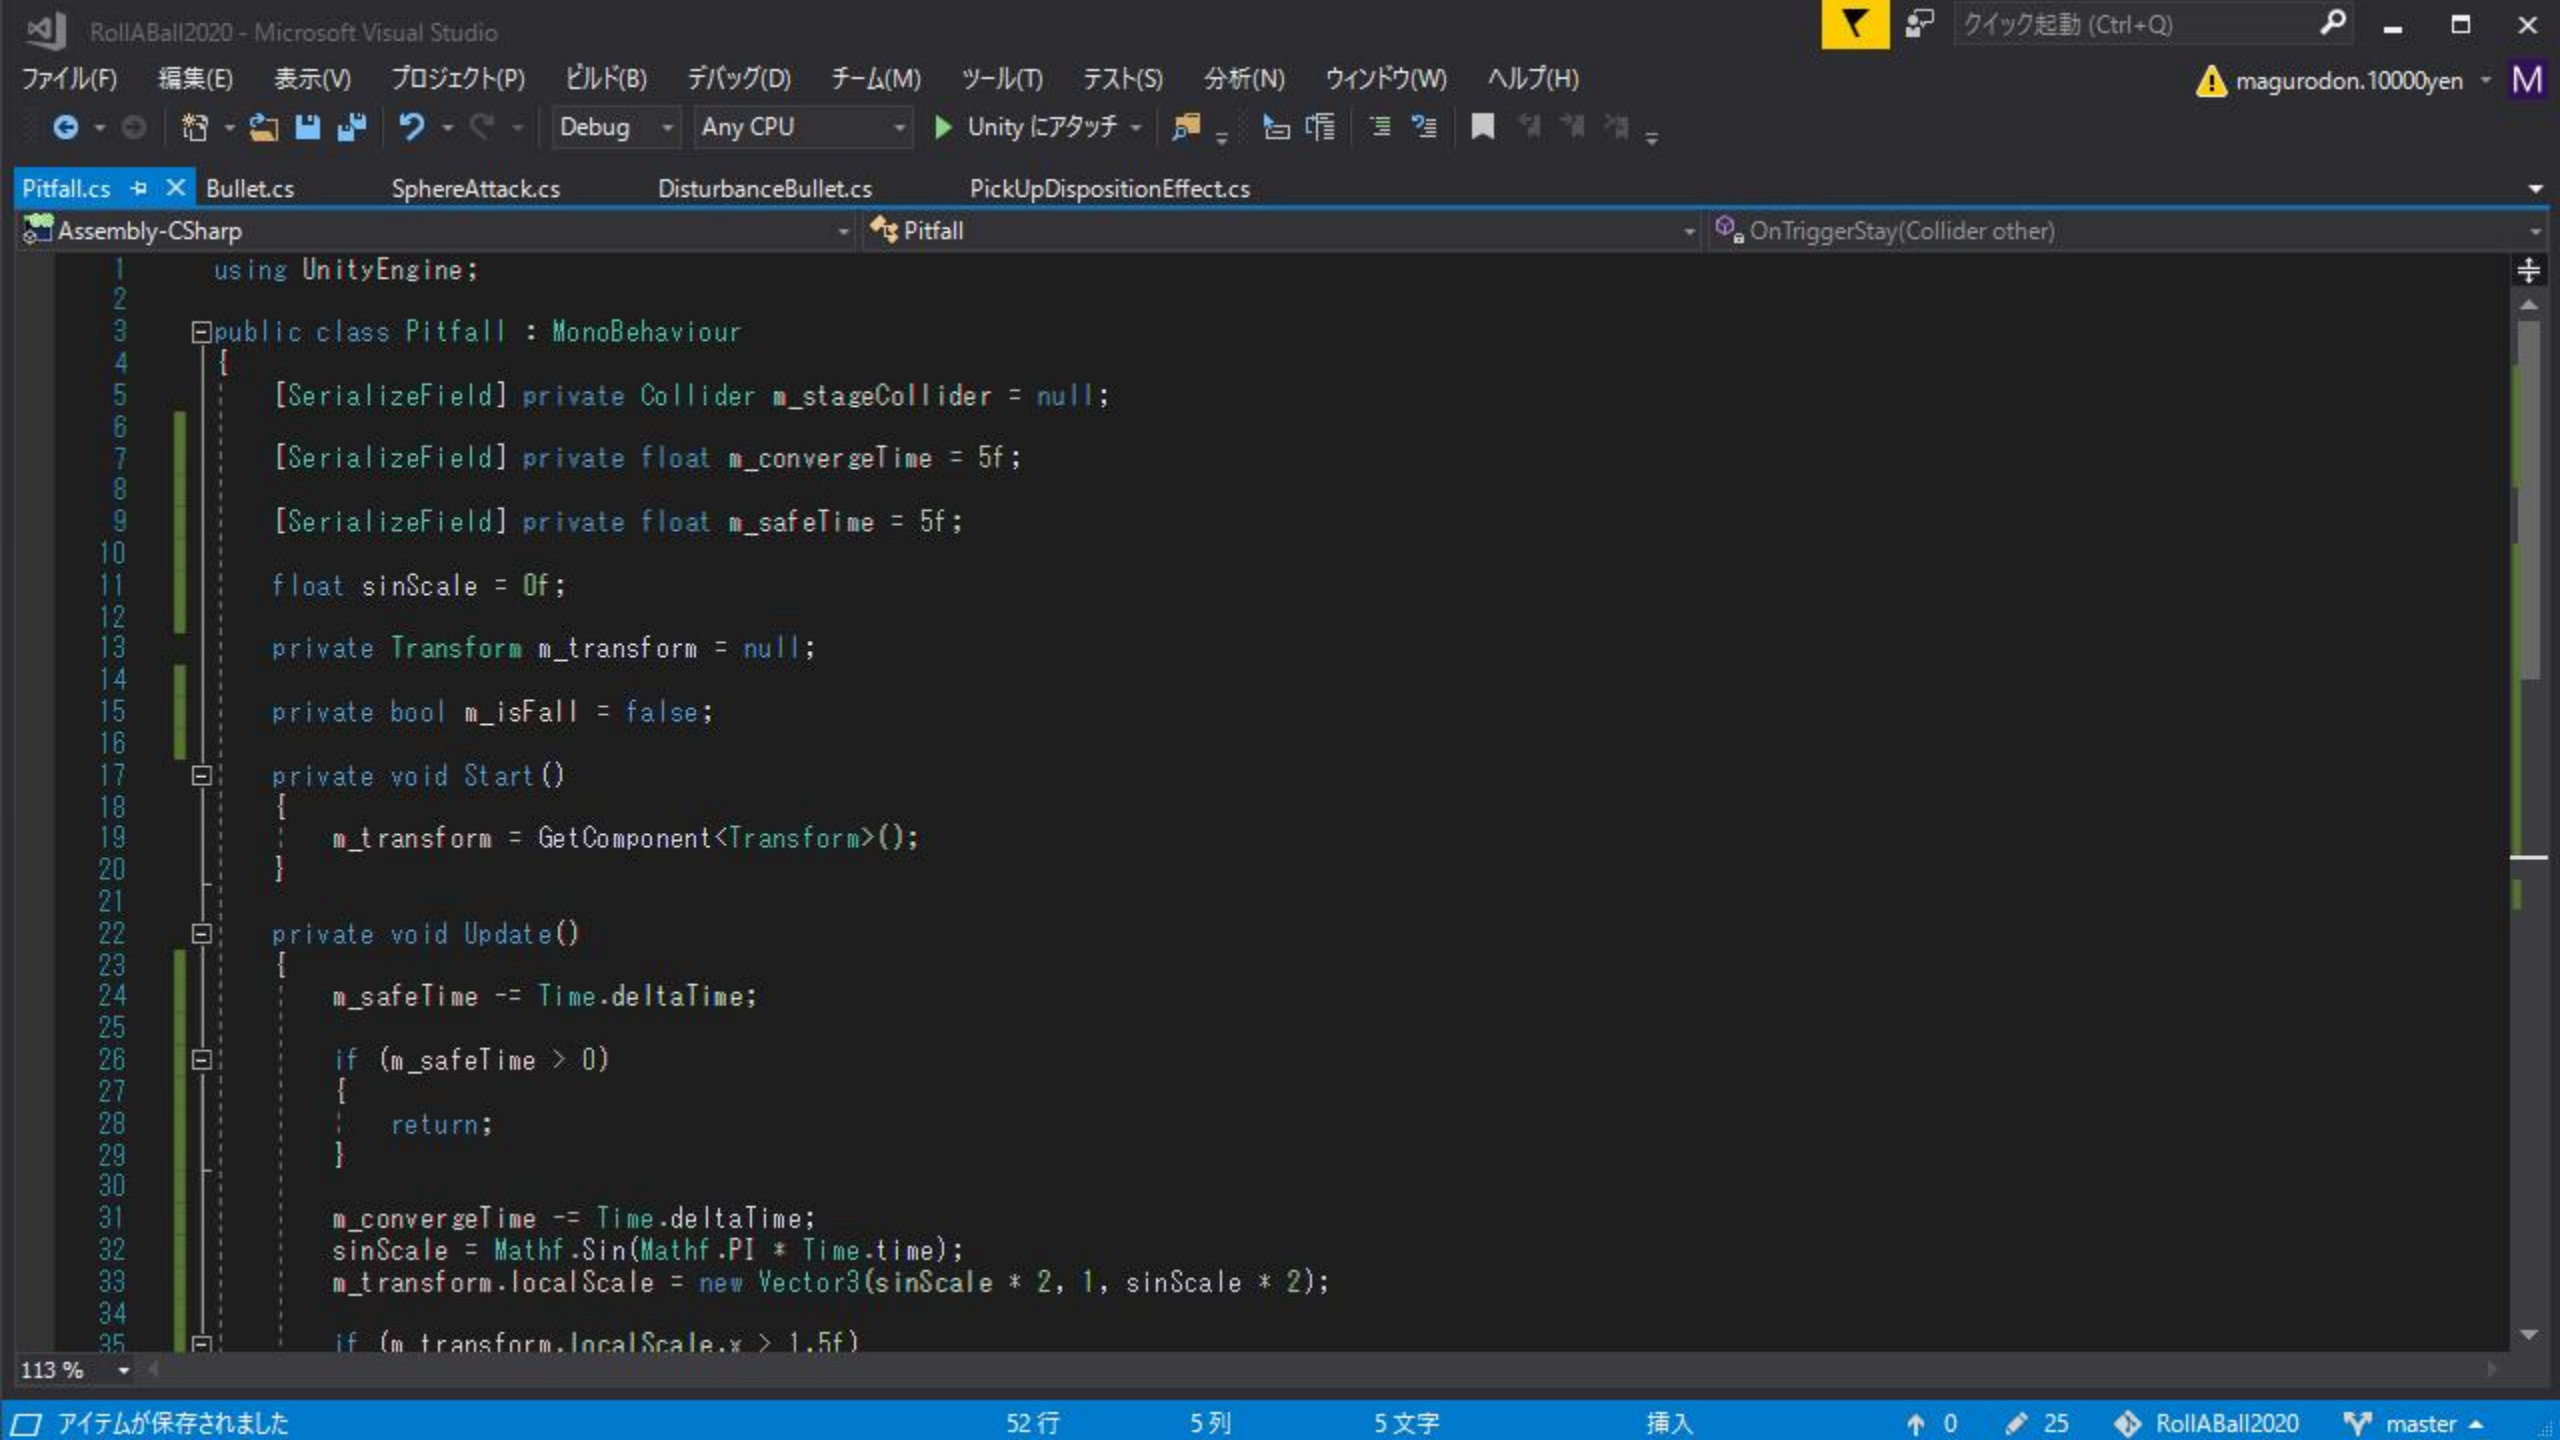 RollABall2020 - Microsoft Visual Studio
クイック起動 (Ctrl+Q)
ファイル(F) 編集(E) 表示(V) プロジェクト(P) ビルド(B) デバッグ(D) チーム(M) ツール(T) テスト(S) 分析(N) ウィンドウ(W) ヘルプ(H)
magurodon.10000yen M
Debug Any CPU Unity にアタッチ
Pitfall.cs Bullet.cs SphereAttack.cs DisturbanceBullet.cs PickUpDispositionEffect.cs
Assembly-CSharp Pitfall OnTriggerStay(Collider other)
1 using UnityEngine;
2
3 public class Pitfall : MonoBehaviour
4 {
5 [SerializeField] private Collider m_stageCollider = null;
6
7 [SerializeField] private float m_convergeTime = 5f;
8
9 [SerializeField] private float m_safeTime = 5f;
10
11 float sinScale = 0f;
12
13 private Transform m_transform = null;
14
15 private bool m_isFall = false;
16
17 private void Start()
18 {
19 m_transform = GetComponent<Transform>();
20 }
21
22 private void Update()
23 {
24 m_safeTime -= Time.deltaTime;
25
26 if (m_safeTime > 0)
27 {
28 return;
29 }
30
31 m_convergeTime -= Time.deltaTime;
32 sinScale = Mathf.Sin(Mathf.PI * Time.time);
33 m_transform.localScale = new Vector3(sinScale * 2, 1, sinScale * 2);
34
35 if (m_transform.localScale.x > 1.5f)
113 %
アイテムが保存されました 52 行 5 列 5 文字 挿入 0 25 RollABall2020 master